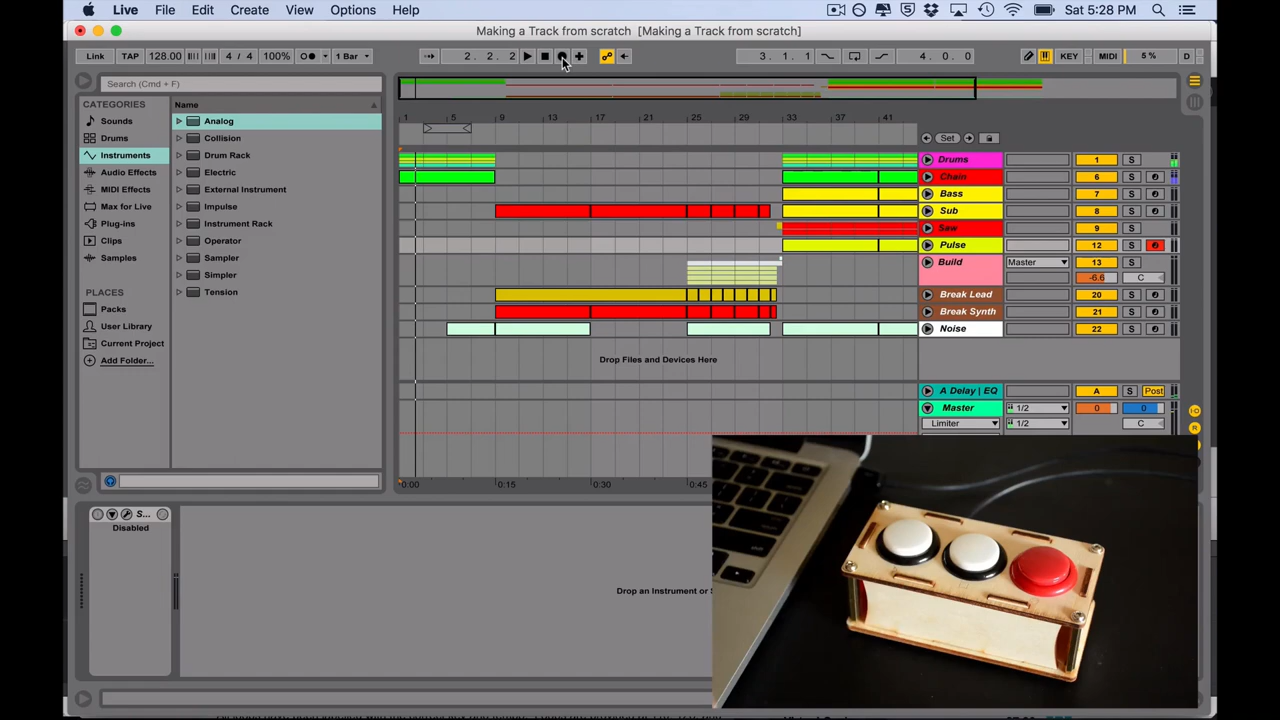 Live File Edit Create View Options Help Sat 5:28 PM
Making a Track from scratch [Making a Track from scratch]
Link TAP 128.00 4 / 4 100% 1 Bar 2. 2. 2 3. 1. 1 4. 0. 0 KEY MIDI 5 % D
Search (Cmd + F)
CATEGORIES
Sounds
Drums
Instruments
Audio Effects
MIDI Effects
Max for Live
Plug-ins
Clips
Samples
PLACES
Packs
User Library
Current Project
Add Folder...
Name
Analog
Collision
Drum Rack
Electric
External Instrument
Impulse
Instrument Rack
Operator
Sampler
Simpler
Tension
1 5 9 13 17 21 25 29 33 37 41
Set
Drums 1 S
Chain 6 S
Bass 7 S
Sub 8 S
Saw 9 S
Pulse 12 S
Build Master 13 S
-6.6 C
Break Lead 20 S
Break Synth 21 S
Noise 22 S
Drop Files and Devices Here
A Delay | EQ A S Post
Master 1/2 0 0
Limiter 1/2 C
0:00 0:15 0:30 0:45
S...
Disabled
Drop an Instrument or S